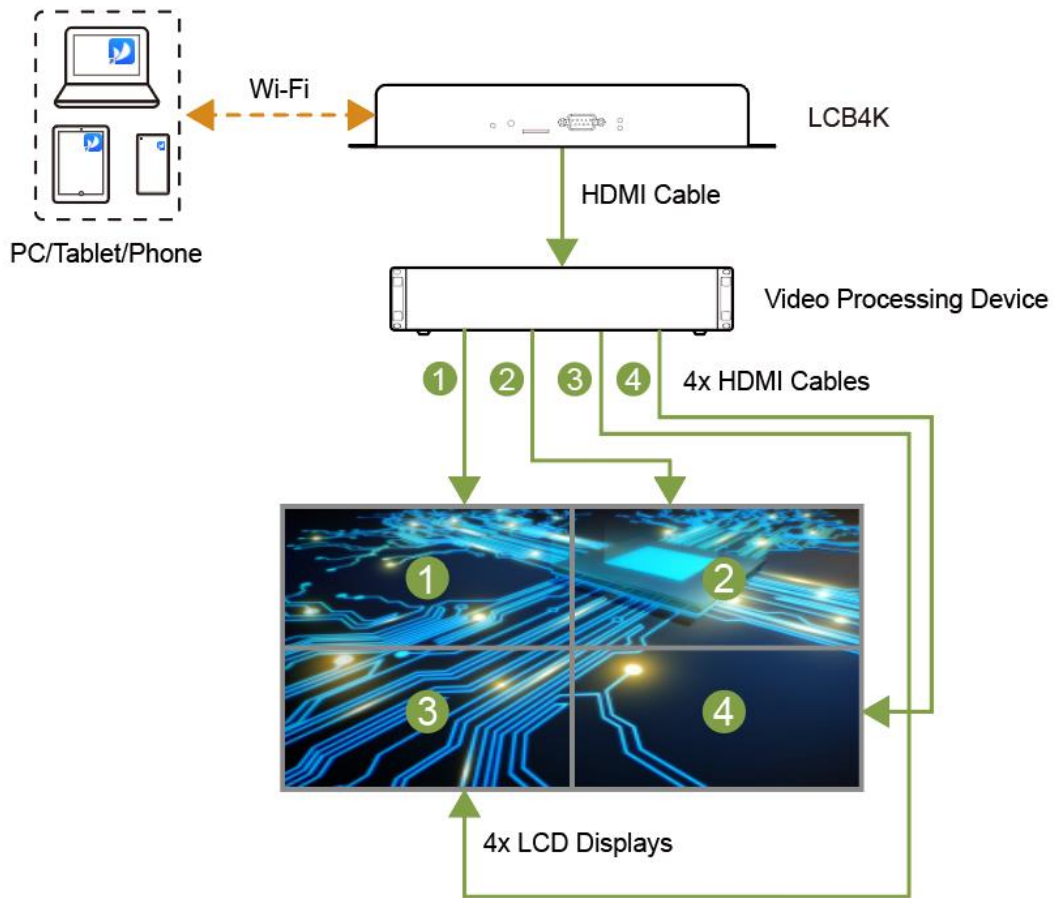 Wi-Fi
LCB4K
HDMI Cable
PC/Tablet/Phone
Video Processing Device
1
2
3
4
4x HDMI Cables
1
2
3
4
4x LCD Displays